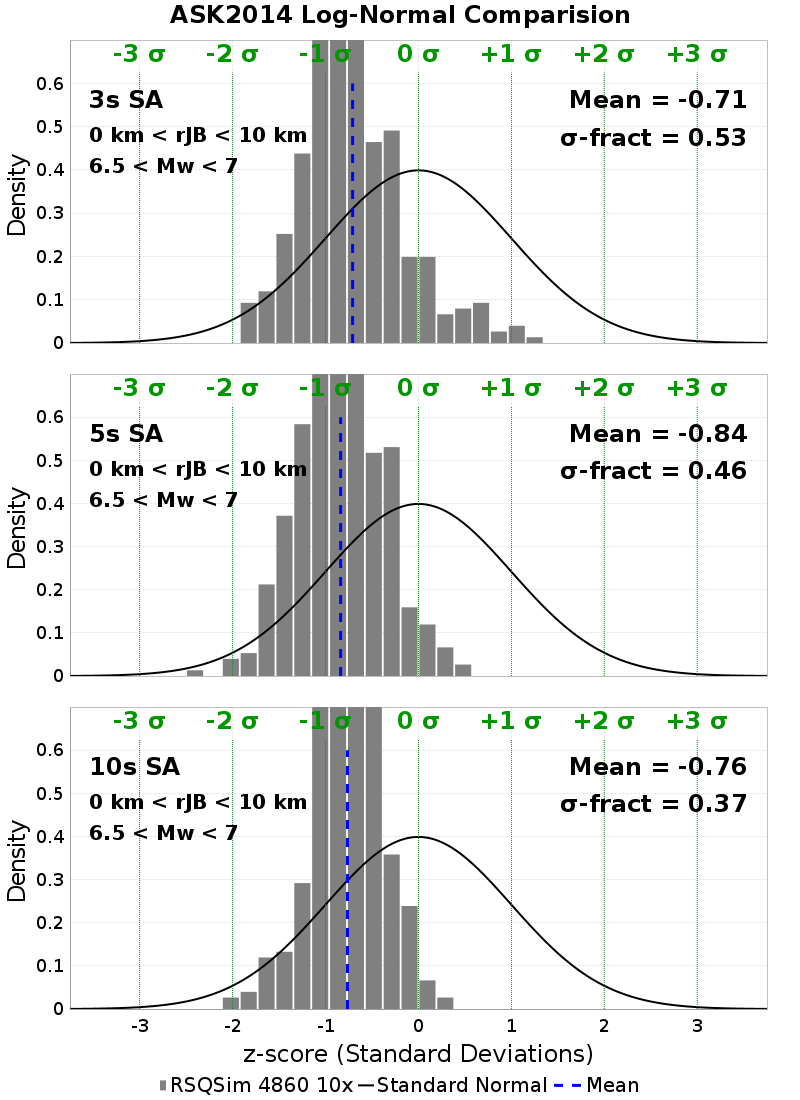 ASK2014 Log-Normal Comparision
-3 σ -2 σ -1 σ 0 σ +1 σ +2 σ +3 σ
3s SA
0 km < rJB < 10 km
6.5 < Mw < 7
Mean = -0.71
σ-fract = 0.53
Density
0.6
0.5
0.4
0.3
0.2
0.1
0
-3 σ -2 σ -1 σ 0 σ +1 σ +2 σ +3 σ
5s SA
0 km < rJB < 10 km
6.5 < Mw < 7
Mean = -0.84
σ-fract = 0.46
Density
0.6
0.5
0.4
0.3
0.2
0.1
0
-3 σ -2 σ -1 σ 0 σ +1 σ +2 σ +3 σ
10s SA
0 km < rJB < 10 km
6.5 < Mw < 7
Mean = -0.76
σ-fract = 0.37
Density
0.6
0.5
0.4
0.3
0.2
0.1
0
-3 -2 -1 0 1 2 3
z-score (Standard Deviations)
RSQSim 4860 10x Standard Normal Mean